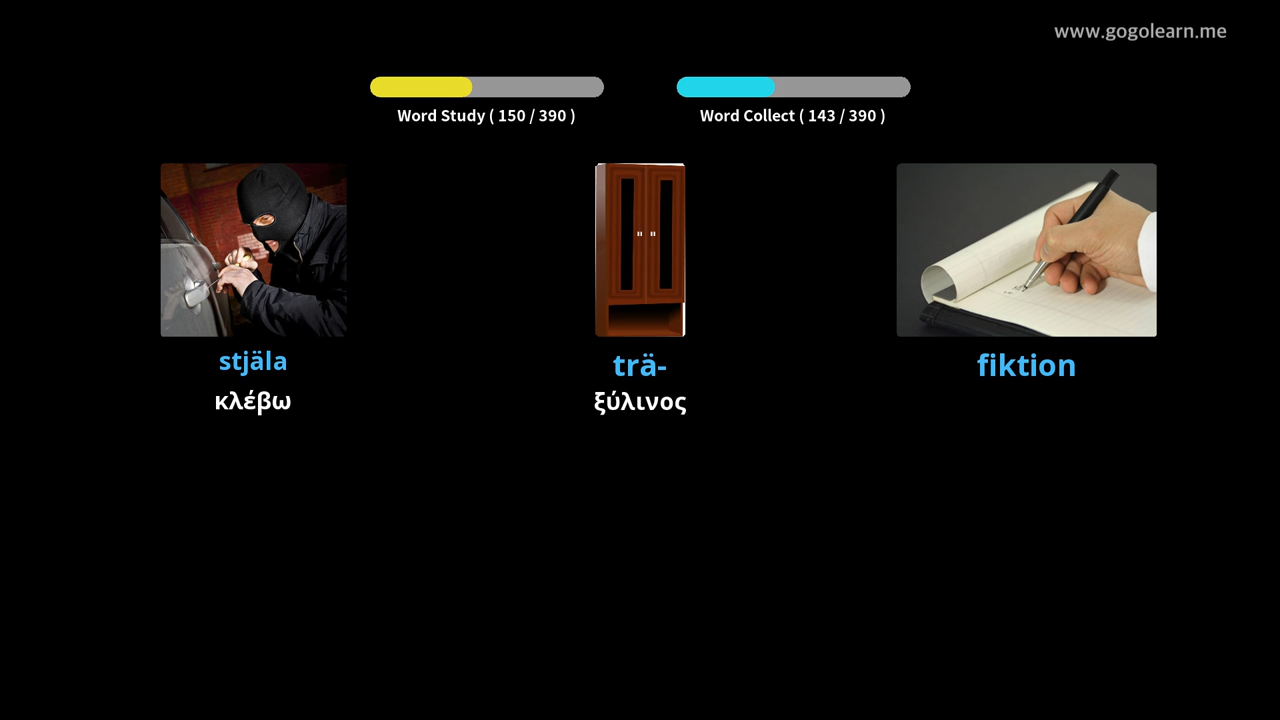 www.gogolearn.me
Word Study ( 150 / 390 )
Word Collect ( 143 / 390 )
stjäla
κλέβω
trä-
ξύλινος
fiktion